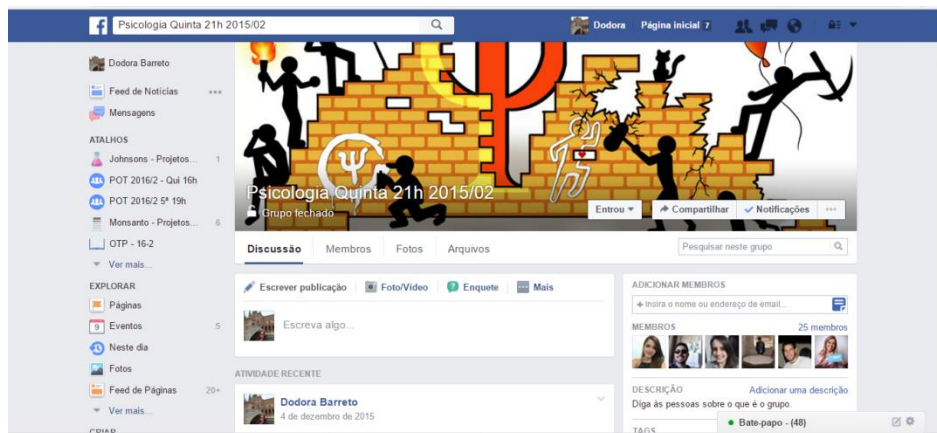 Psicologia Quinta 21h 2015/02
Dodora
Página inicial 7
Dodora Barreto
Feed de Notícias
Mensagens
ATALHOS
Johnsons - Projetos... 1
POT 2016/2 - Qui 16h
POT 2016/2 5ª 19h
Monsanto - Projetos... 6
OTP - 16-2
Ver mais...
EXPLORAR
Páginas
Eventos 5
Neste dia
Fotos
Feed de Páginas 20+
Ver mais...
CRIAR
Ψ
Psicologia Quinta 21h 2015/02
Grupo fechado
Entrou
Compartilhar
Notificações
Discussão
Membros
Fotos
Arquivos
Pesquisar neste grupo
Escrever publicação
Foto/Vídeo
Enquete
Mais
Escreva algo...
ATIVIDADE RECENTE
Dodora Barreto
4 de dezembro de 2015
ADICIONAR MEMBROS
+ Insira o nome ou endereço de email...
MEMBROS
25 membros
DESCRIÇÃO
Adicionar uma descrição
Diga às pessoas sobre o que é o grupo.
TAGS
Bate-papo - (48)